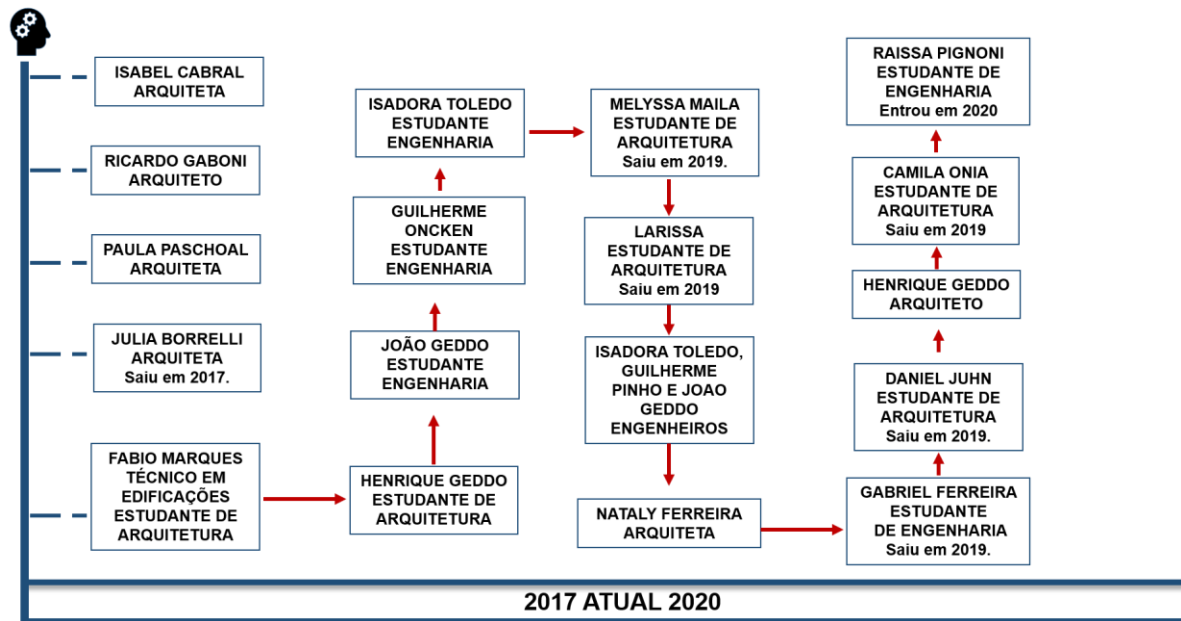 ISABEL CABRAL
ARQUITETA
RICARDO GABONI
ARQUITETO
PAULA PASCHOAL
ARQUITETA
JULIA BORRELLI
ARQUITETA
Saiu em 2017.
FABIO MARQUES
TÉCNICO EM
EDIFICAÇÕES
ESTUDANTE DE
ARQUITETURA
HENRIQUE GEDDO
ESTUDANTE DE
ARQUITETURA
JOÃO GEDDO
ESTUDANTE
ENGENHARIA
GUILHERME
ONCKEN
ESTUDANTE
ENGENHARIA
ISADORA TOLEDO
ESTUDANTE
ENGENHARIA
MELYSSA MAILA
ESTUDANTE DE
ARQUITETURA
Saiu em 2019.
LARISSA
ESTUDANTE DE
ARQUITETURA
Saiu em 2019
ISADORA TOLEDO,
GUILHERME
PINHO E JOAO
GEDDO
ENGENHEIROS
NATALY FERREIRA
ARQUITETA
GABRIEL FERREIRA
ESTUDANTE
DE ENGENHARIA
Saiu em 2019.
DANIEL JUHN
ESTUDANTE DE
ARQUITETURA
Saiu em 2019.
HENRIQUE GEDDO
ARQUITETO
CAMILA ONIA
ESTUDANTE DE
ARQUITETURA
Saiu em 2019
RAISSA PIGNONI
ESTUDANTE DE
ENGENHARIA
Entrou em 2020
2017 ATUAL 2020